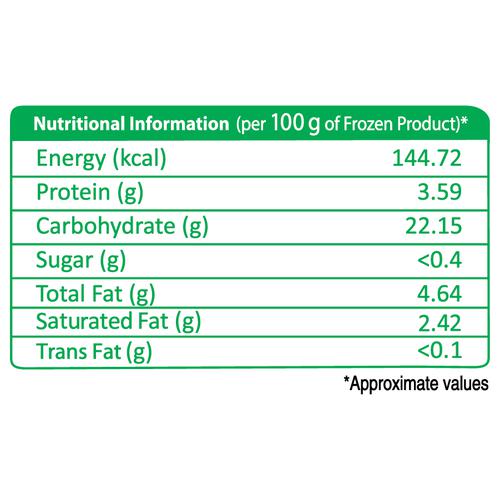 Nutritional Information (per 100 g of Frozen Product)*
Energy (kcal) 144.72
Protein (g) 3.59
Carbohydrate (g) 22.15
Sugar (g) <0.4
Total Fat (g) 4.64
Saturated Fat (g) 2.42
Trans Fat (g) <0.1
*Approximate values